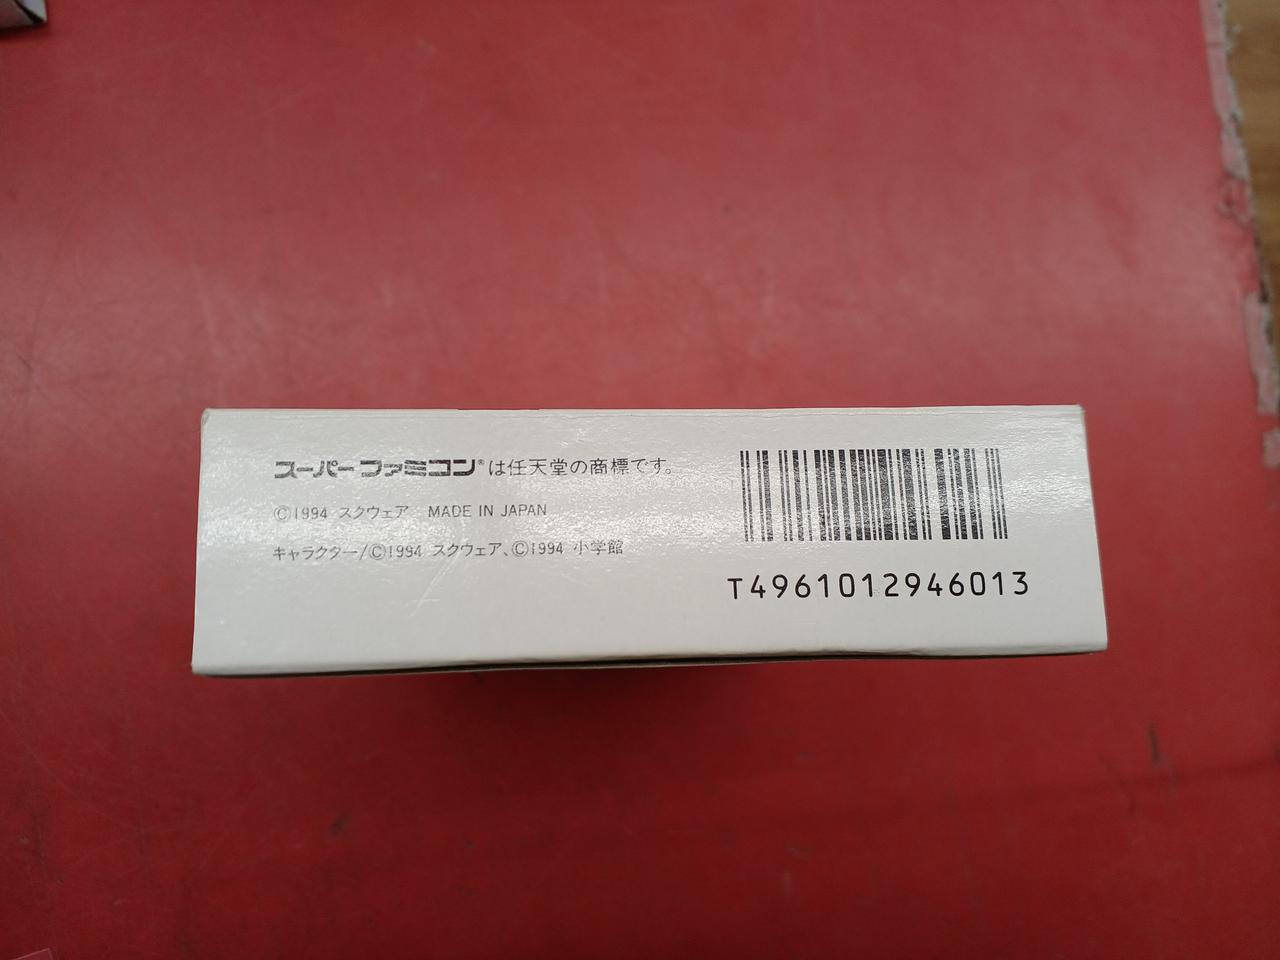 スーパーファミコン®は任天堂の商標です。
©1994 スクウェア MADE IN JAPAN
キャラクター/©1994 スクウェア、©1994 小学館
T4961012946013